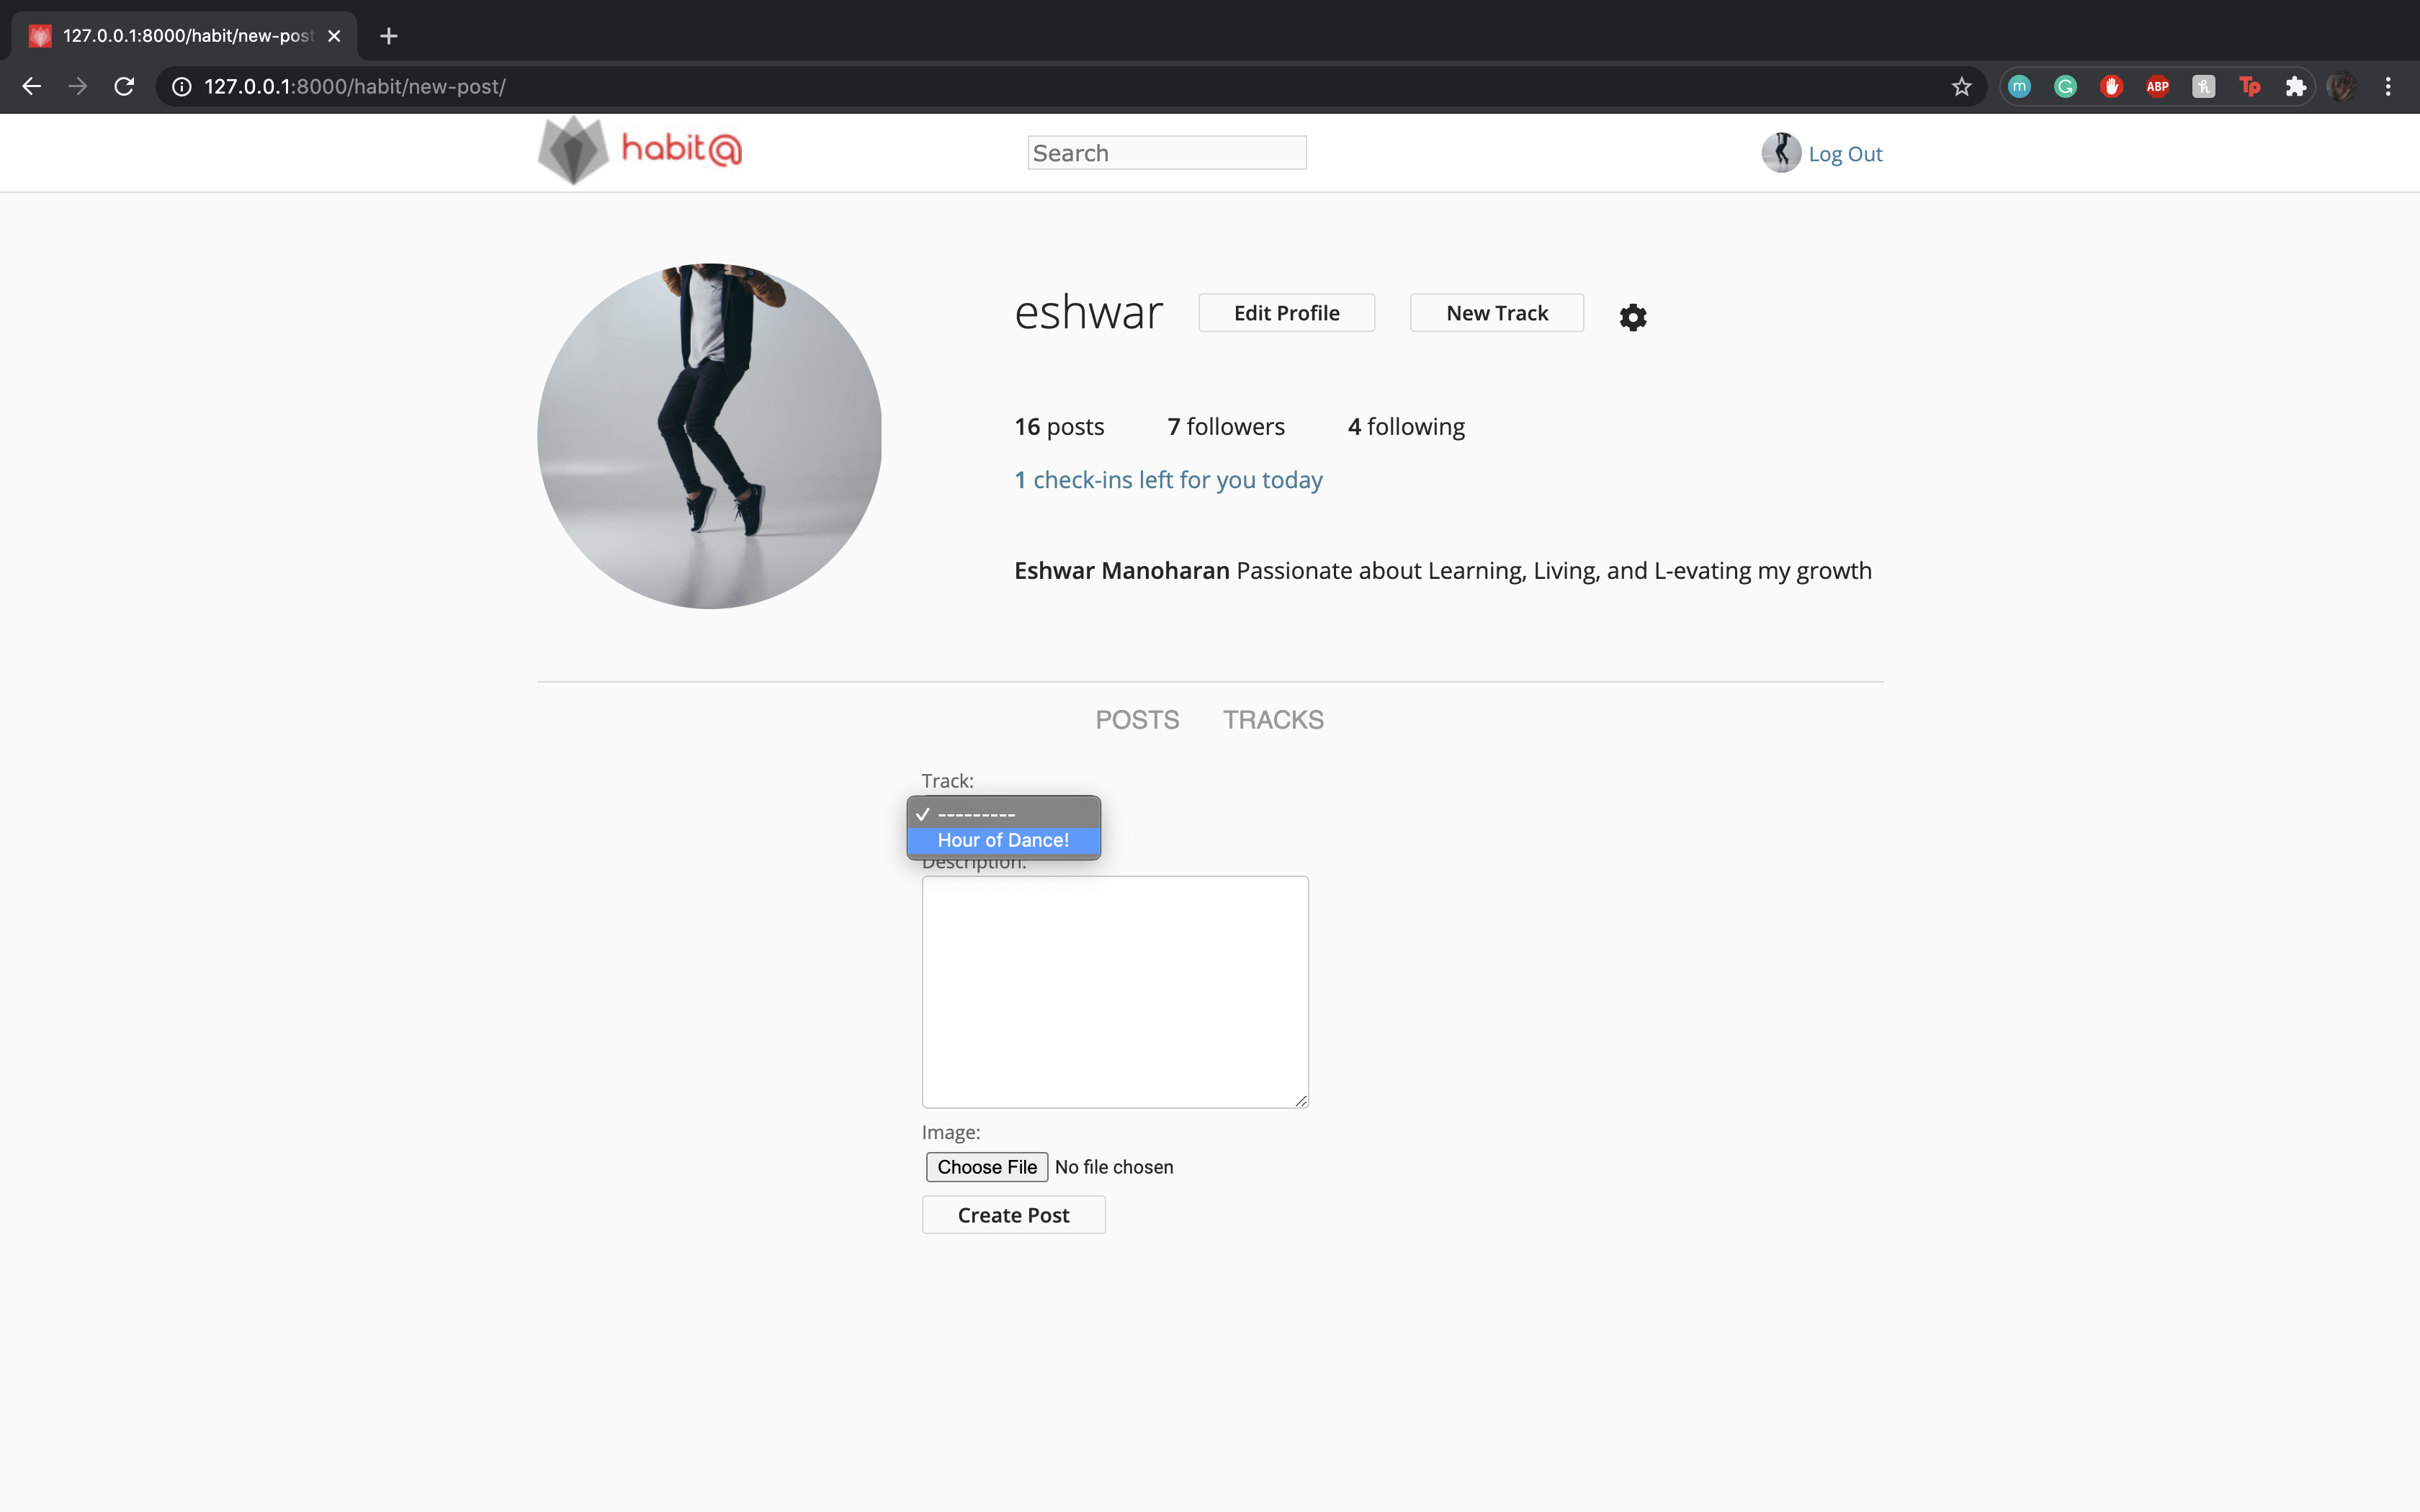 127.0.0.1:8000/habit/new-post
127.0.0.1:8000/habit/new-post/
m
ABP
h
Tp
habit@
Search
Log Out
eshwar Edit Profile New Track
16 posts 7 followers 4 following
1 check-ins left for you today
Eshwar Manoharan Passionate about Learning, Living, and L-evating my growth
POSTS TRACKS
Track:
✓ ---------
Hour of Dance!
Description:
Image:
Choose File No file chosen
Create Post